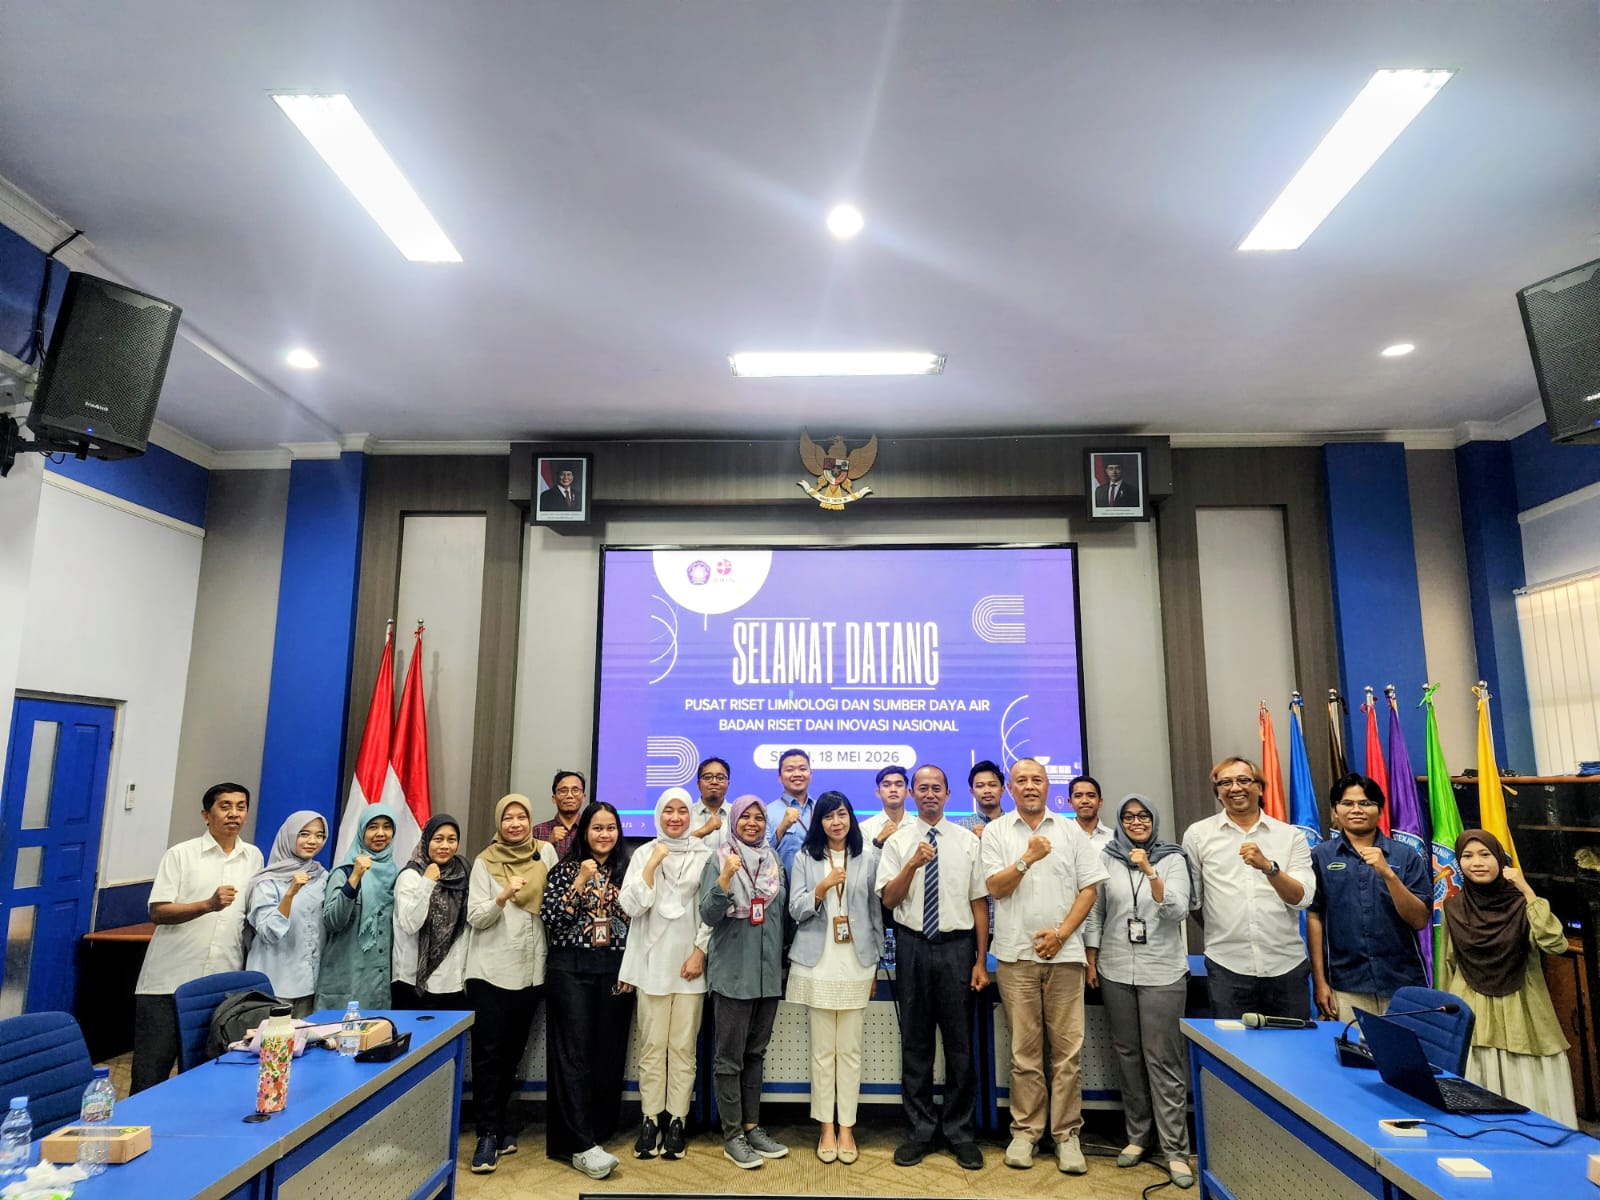 SELAMAT DATANG
PUSAT RISET LIMNOLOGI DAN SUMBER DAYA AIR
BADAN RISET DAN INOVASI NASIONAL
18 MEI 2026